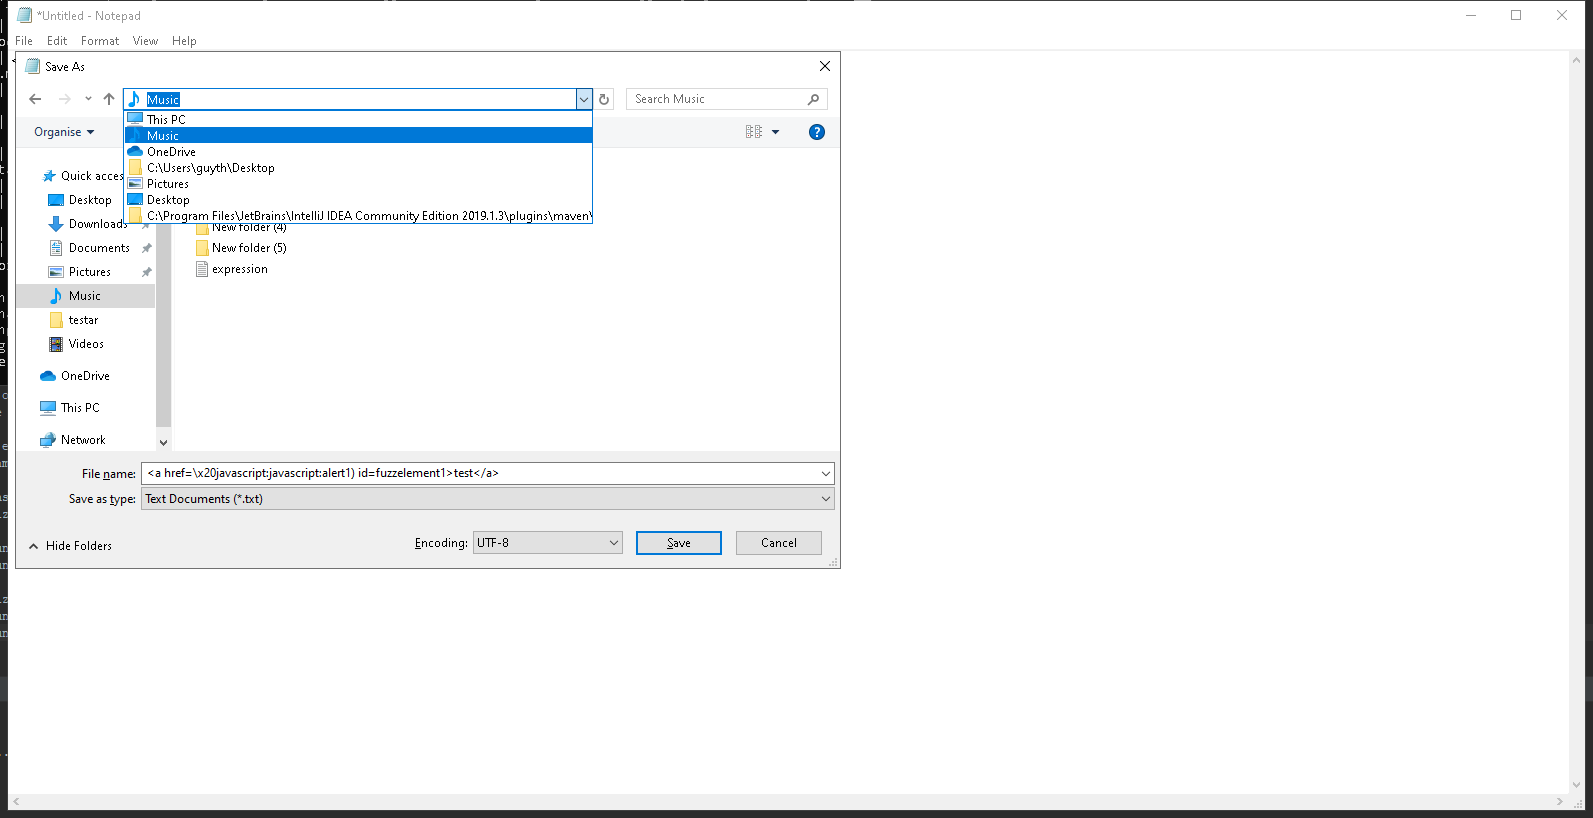 *Untitled - Notepad
File Edit Format View Help
Save As
Music
Search Music
This PC
Organise
Music
OneDrive
C:\Users\guyth\Desktop
Pictures
Desktop
C:\Program Files\JetBrains\IntelliJ IDEA Community Edition 2019.1.3\plugins\maven\
Quick acces
Desktop
Downloads
New folder (4)
Documents
New folder (5)
Pictures
expression
Music
testar
Videos
OneDrive
This PC
Network
File name: <a href=\x20javascript:javascript:alert1) id=fuzzelement1>test</a>
Save as type: Text Documents (*.txt)
Hide Folders
Encoding: UTF-8
Save
Cancel